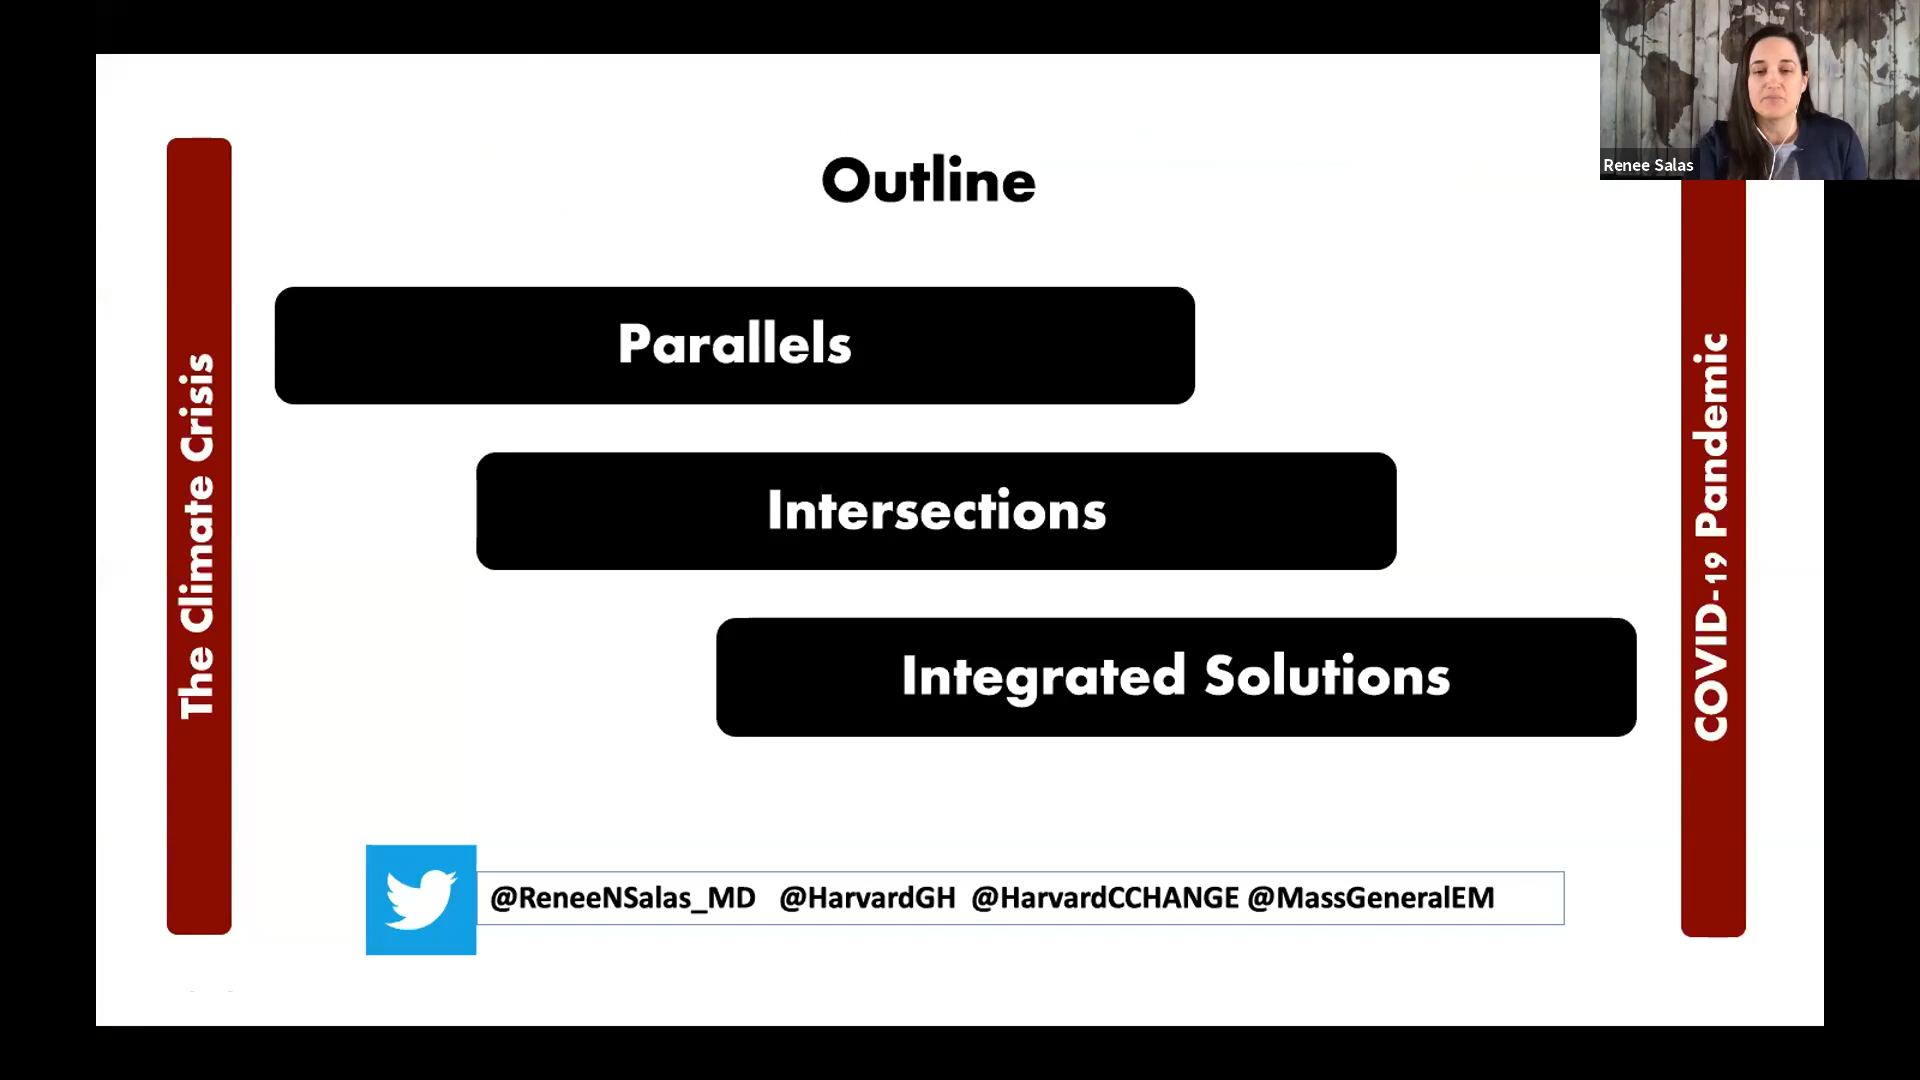 Renee Salas
Outline
The Climate Crisis
Parallels
Intersections
Integrated Solutions
COVID-19 Pandemic
@ReneeNSalas_MD @HarvardGH @HarvardCCHANGE @MassGeneralEM